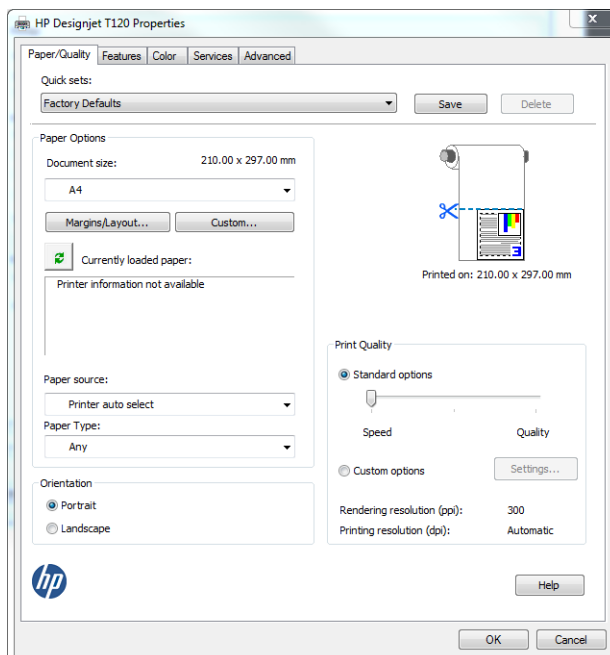 HP Designjet T120 Properties
x
Paper/Quality Features Color Services Advanced
Quick sets:
Factory Defaults
Save
Delete
Paper Options
Document size: 210.00 x 297.00 mm
A4
Margins/Layout...
Custom...
Currently loaded paper:
Printer information not available
Paper source:
Printer auto select
Paper Type:
Any
Orientation
Portrait
Landscape
Printed on: 210.00 x 297.00 mm
Print Quality
Standard options
Speed Quality
Custom options
Settings...
Rendering resolution (ppi): 300
Printing resolution (dpi): Automatic
hp
Help
OK
Cancel